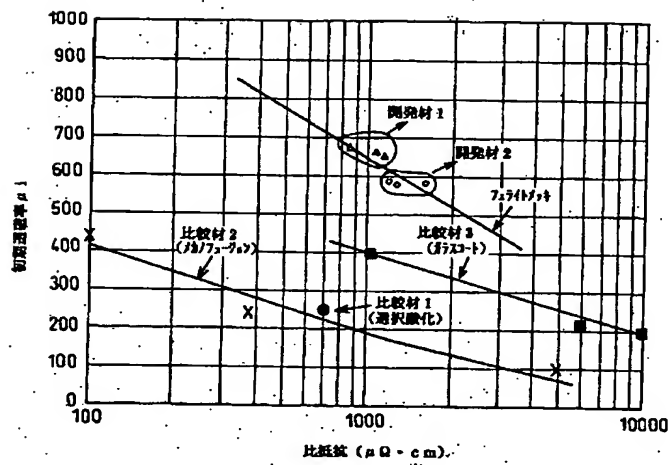 1000
900
800
700
600
500
400
300
200
100
0
初期透磁率μi
開発材1
開発材2
フェライトメッキ
比較材2
(メカノフュージョン)
比較材3
(ガラスコート)
比較材1
(選択酸化)
100
1000
10000
比抵抗(μΩ・cm)